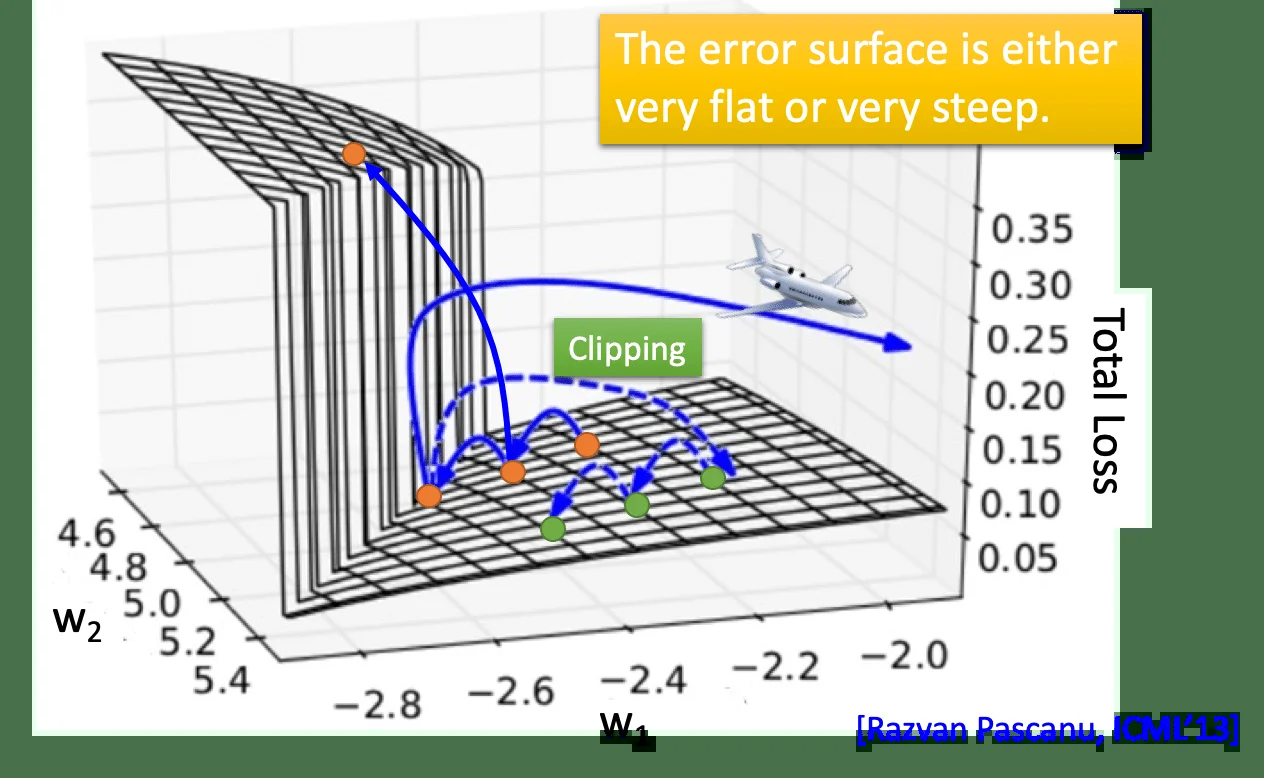 The error surface is either
very flat or very steep.
Clipping
0.35
0.30
0.25
0.20
0.15
0.10
0.05
Total Loss
4.6
4.8
5.0
5.2
5.4
w2
−2.8
−2.6
−2.4
−2.2
−2.0
w1
[Razvan Pascanu, ICML’13]